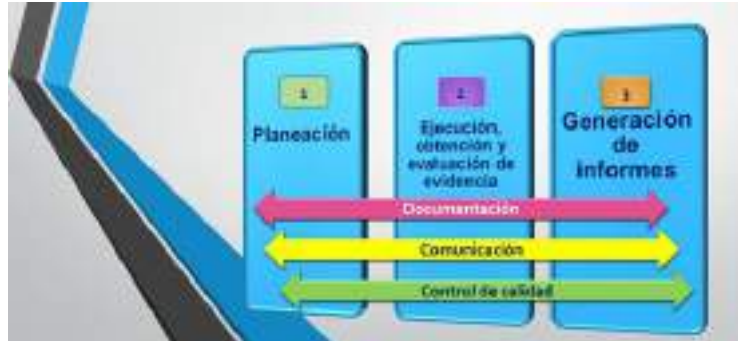 1
Planeación
2
Ejecución,
obtención y
evaluación de
evidencia
3
Generación
de
informes
Documentación
Comunicación
Control de calidad